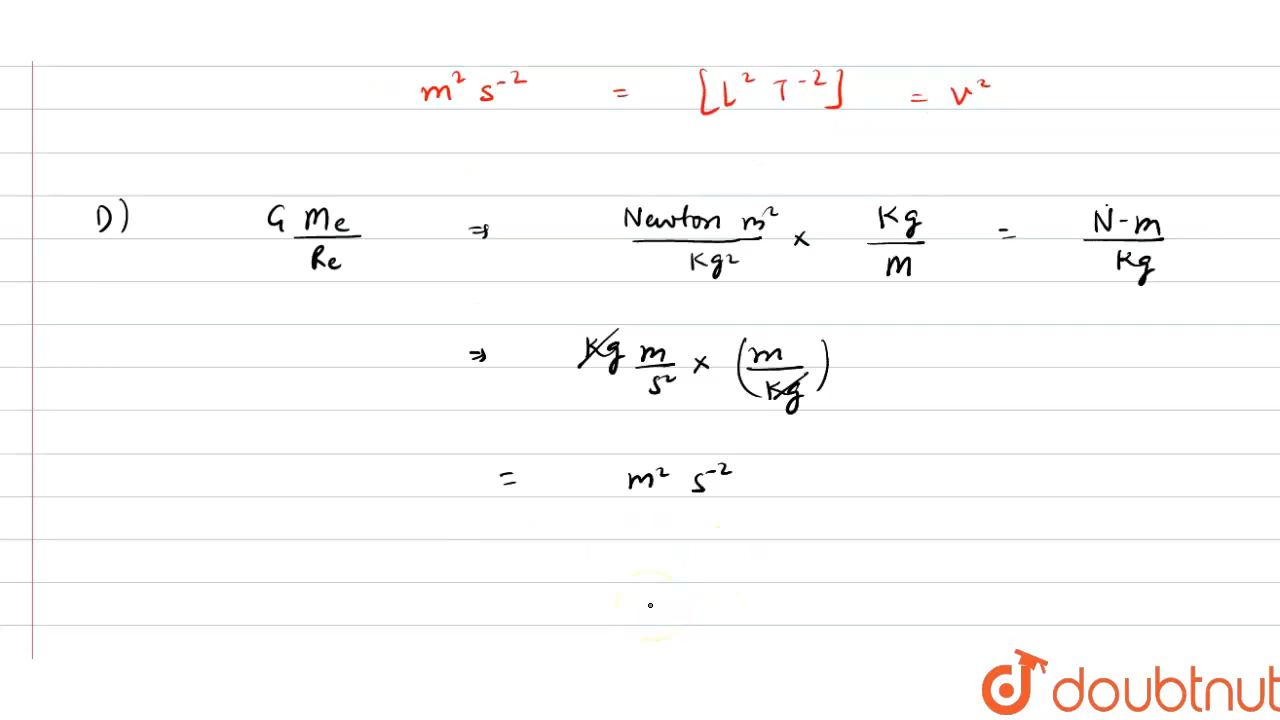 m² s⁻² = [L² T⁻²] = v²
D) G Me/Re ⇒ Newton m²/Kg² × Kg/m = N-m/Kg
⇒ Kg m/s² × (m/Kg)
= m² s⁻²
doubtnut